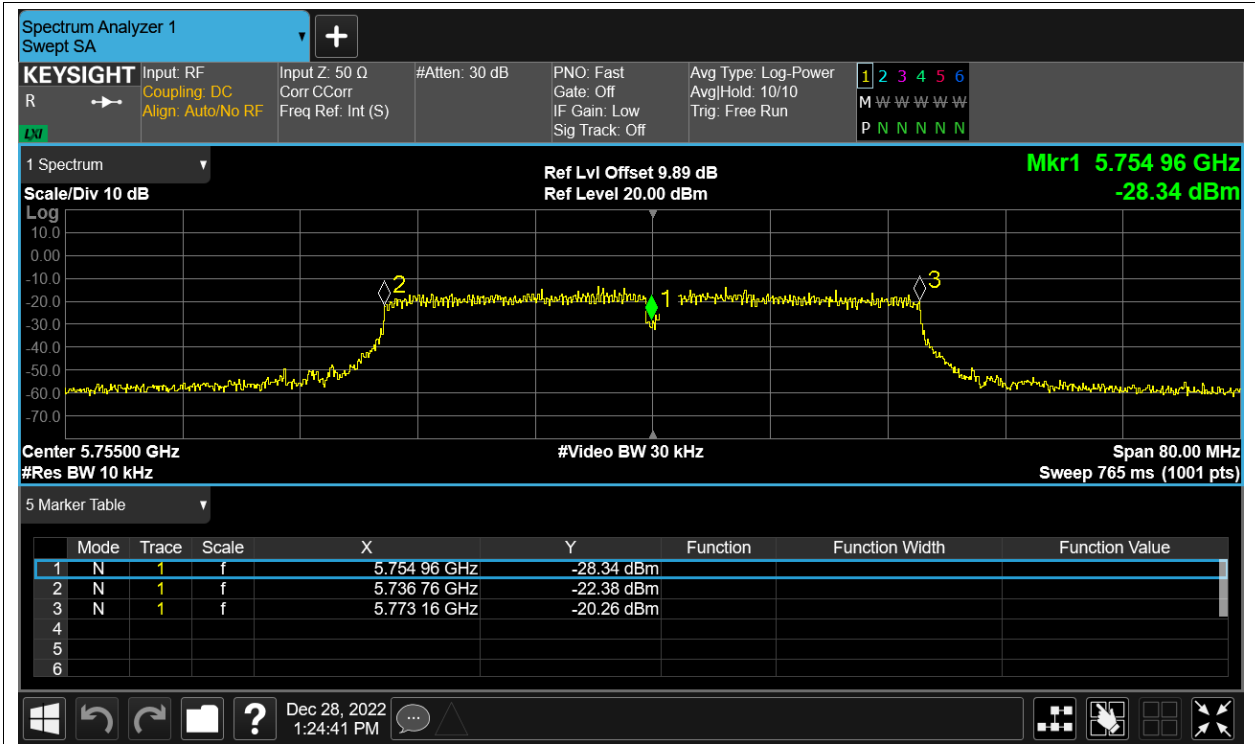 Spectrum Analyzer 1
Swept SA
KEYSIGHT Input: RF Input Z: 50 Ω #Atten: 30 dB PNO: Fast Avg Type: Log-Power 1 2 3 4 5 6
R Coupling: DC Corr CCorr Gate: Off Avg|Hold: 10/10 M W W W W W
Align: Auto/No RF Freq Ref: Int (S) IF Gain: Low Trig: Free Run
LXI Sig Track: Off P N N N N N
1 Spectrum Ref Lvl Offset 9.89 dB Mkr1 5.754 96 GHz
Scale/Div 10 dB Ref Level 20.00 dBm -28.34 dBm
Log
10.0
0.00
-10.0
-20.0
-30.0
-40.0
-50.0
-60.0
-70.0
2
1
3
Center 5.75500 GHz #Video BW 30 kHz Span 80.00 MHz
#Res BW 10 kHz Sweep 765 ms (1001 pts)
5 Marker Table
Mode Trace Scale X Y Function Function Width Function Value
1 N 1 f 5.754 96 GHz -28.34 dBm
2 N 1 f 5.736 76 GHz -22.38 dBm
3 N 1 f 5.773 16 GHz -20.26 dBm
4
5
6
? Dec 28, 2022
1:24:41 PM